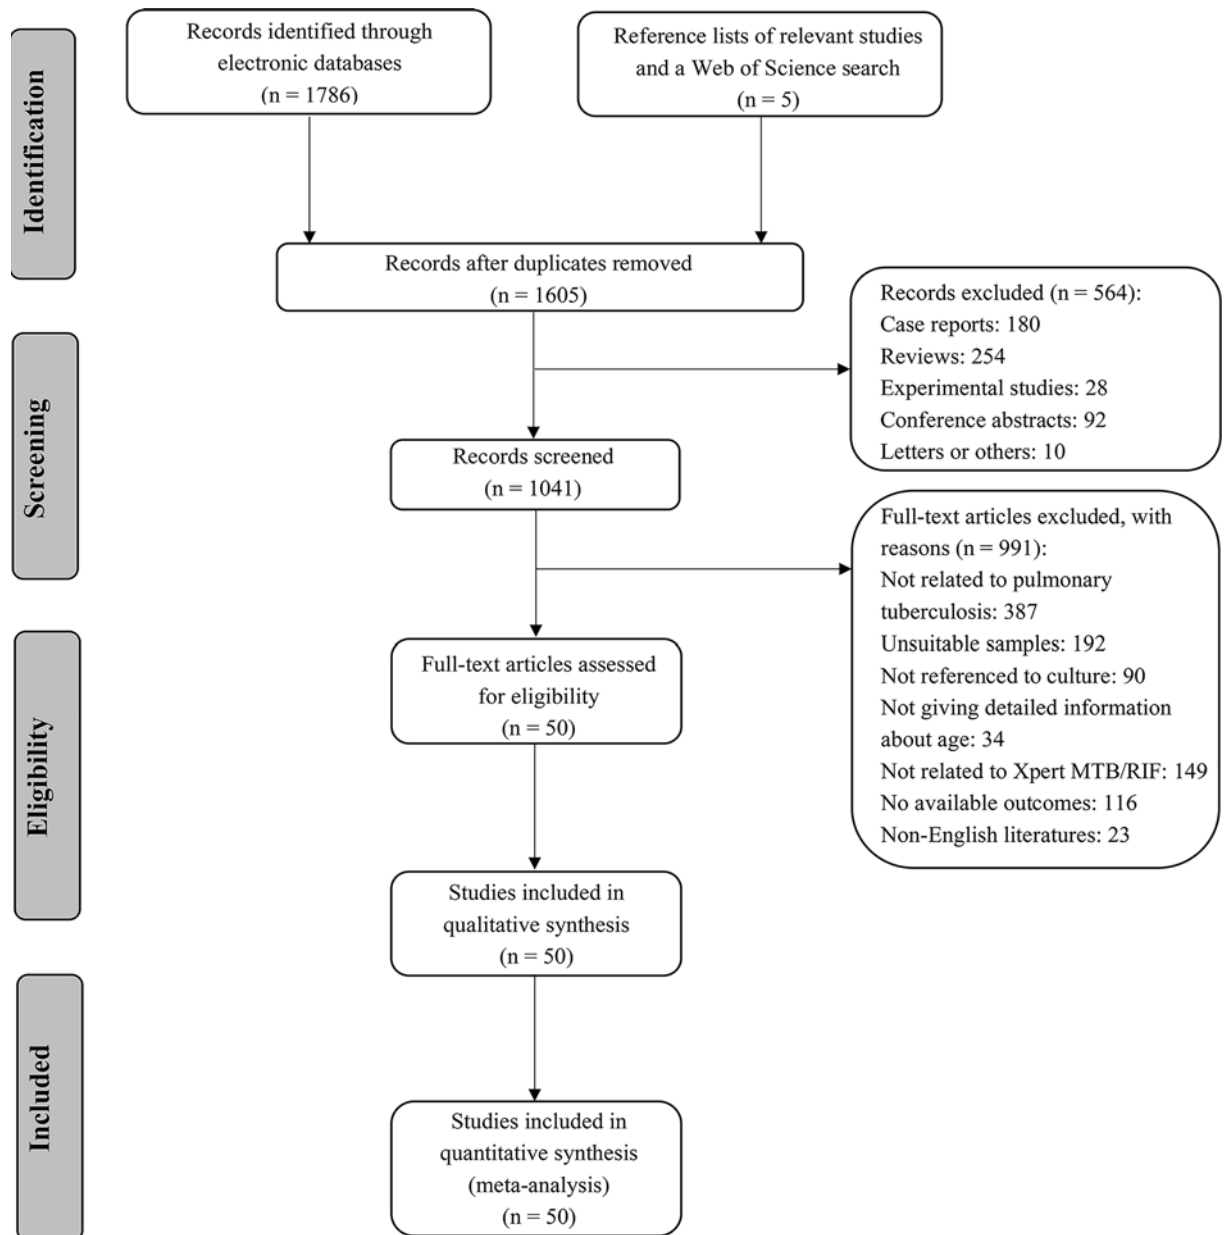 Identification
Records identified through
electronic databases
(n = 1786)
Reference lists of relevant studies
and a Web of Science search
(n = 5)
Records after duplicates removed
(n = 1605)
Records excluded (n = 564):
Case reports: 180
Reviews: 254
Experimental studies: 28
Conference abstracts: 92
Letters or others: 10
Screening
Records screened
(n = 1041)
Full-text articles excluded, with
reasons (n = 991):
Not related to pulmonary
tuberculosis: 387
Unsuitable samples: 192
Not referenced to culture: 90
Not giving detailed information
about age: 34
Not related to Xpert MTB/RIF: 149
No available outcomes: 116
Non-English literatures: 23
Eligibility
Full-text articles assessed
for eligibility
(n = 50)
Studies included in
qualitative synthesis
(n = 50)
Included
Studies included in
quantitative synthesis
(meta-analysis)
(n = 50)